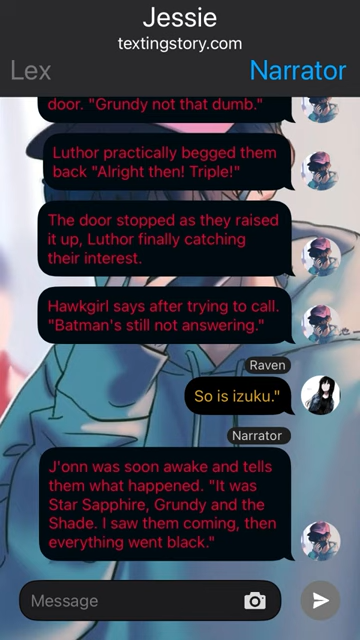 Jessie
textingstory.com
Lex
Narrator
door. "Grundy not that dumb."
Luthor practically begged them
back "Alright then! Triple!"
The door stopped as they raised
it up, Luthor finally catching
their interest.
Hawkgirl says after trying to call.
"Batman's still not answering."
Raven
So is izuku."
Narrator
J'onn was soon awake and tells
them what happened. "It was
Star Sapphire, Grundy and the
Shade. I saw them coming, then
everything went black."
Message